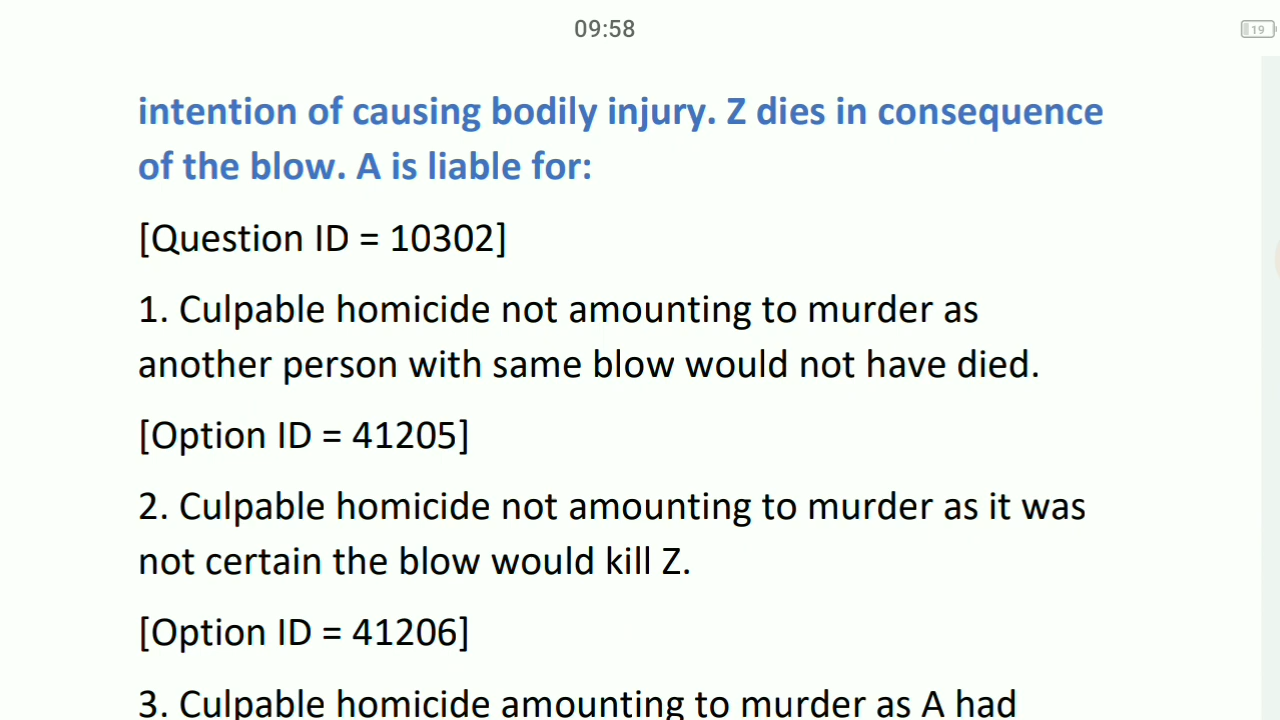 09:58
19
intention of causing bodily injury. Z dies in consequence
of the blow. A is liable for:
[Question ID = 10302]
1. Culpable homicide not amounting to murder as
another person with same blow would not have died.
[Option ID = 41205]
2. Culpable homicide not amounting to murder as it was
not certain the blow would kill Z.
[Option ID = 41206]
3. Culpable homicide amounting to murder as A had